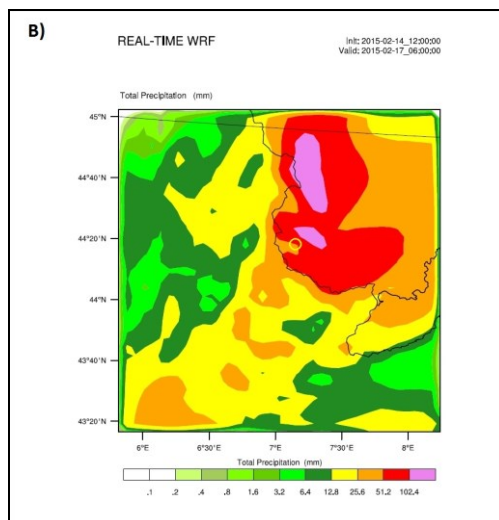 B)
REAL-TIME WRF
Init: 2015-02-14_12:00:00
Valid: 2015-02-17_06:00:00
Total Precipitation (mm)
45°N
44°40'N
44°20'N
44°N
43°40'N
43°20'N
6°E 6°30'E 7°E 7°30'E 8°E
Total Precipitation (mm)
.1 .2 .4 .8 1.6 3.2 6.4 12.8 25.6 51.2 102.4